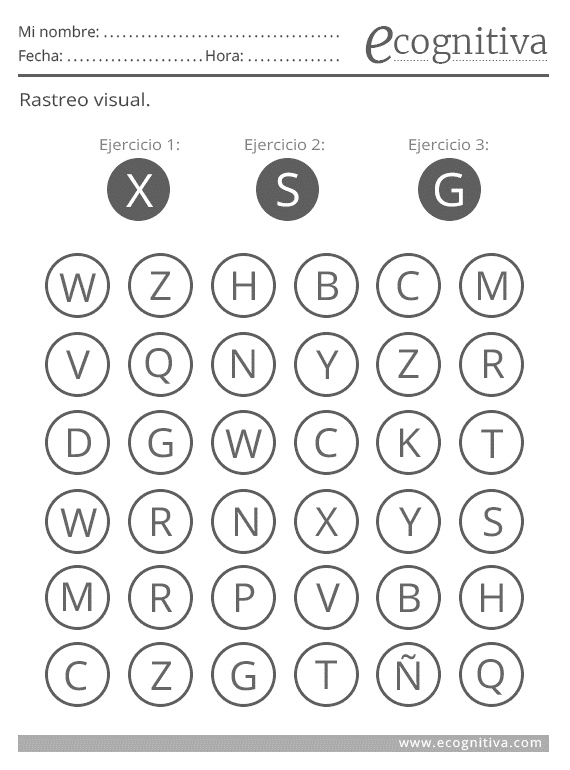 Mi nombre: ......................................
Fecha: ...................... Hora: ...............
ecognitiva
Rastreo visual.
Ejercicio 1: Ejercicio 2: Ejercicio 3:
X S G
W Z H B C M
V Q N Y Z R
D G W C K T
W R N X Y S
M R P V B H
C Z G T Ñ Q
www.ecognitiva.com